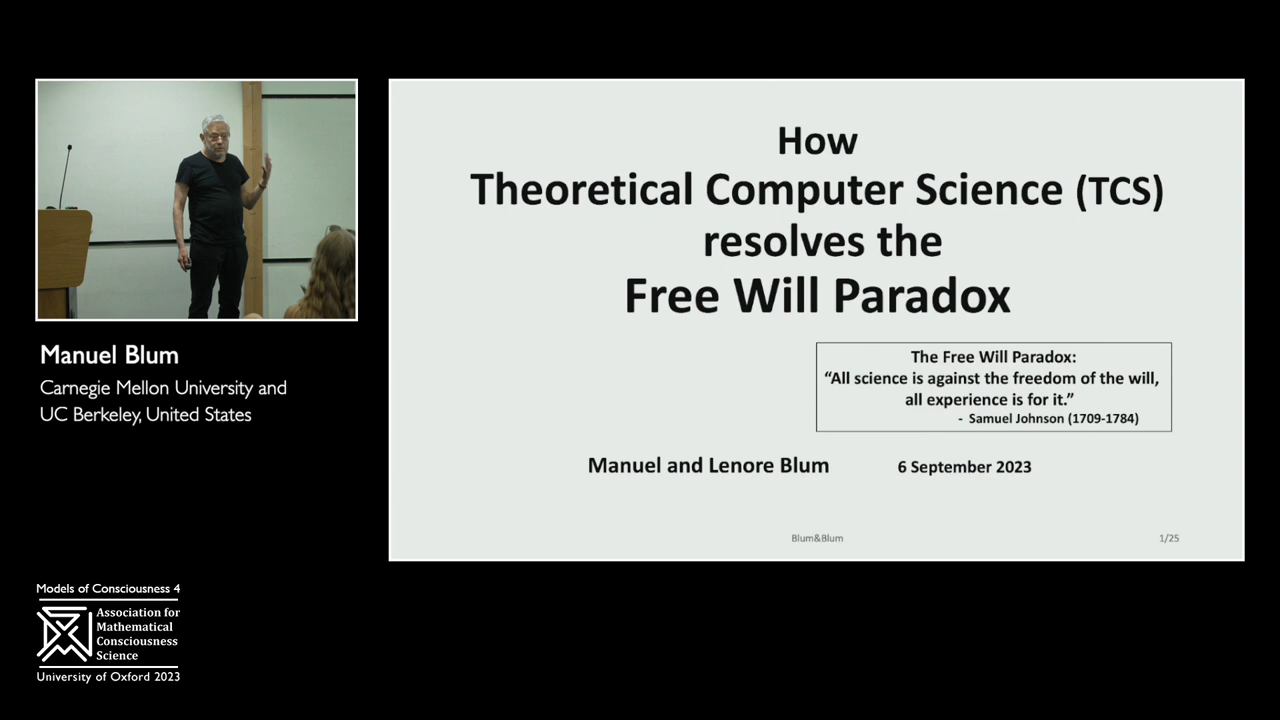 How
Theoretical Computer Science (TCS)
resolves the
Free Will Paradox
The Free Will Paradox:
“All science is against the freedom of the will,
all experience is for it.”
- Samuel Johnson (1709-1784)
Manuel and Lenore Blum 6 September 2023
Blum&Blum 1/25
Manuel Blum
Carnegie Mellon University and
UC Berkeley, United States
Models of Consciousness 4
Association for
Mathematical
Consciousness
Science
University of Oxford 2023